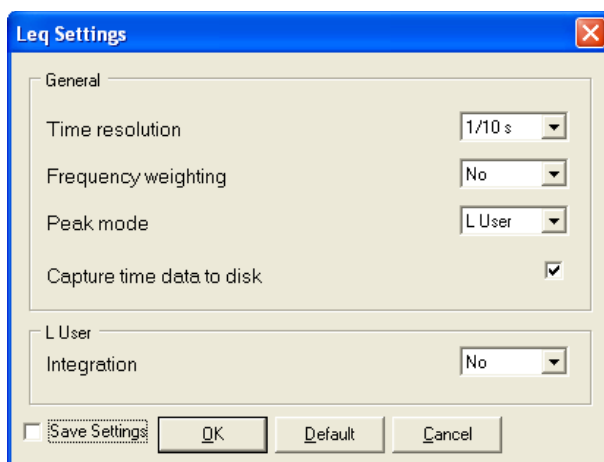 Leq Settings
General
Time resolution 1/10 s
Frequency weighting No
Peak mode L User
Capture time data to disk
L User
Integration No
Save Settings OK Default Cancel